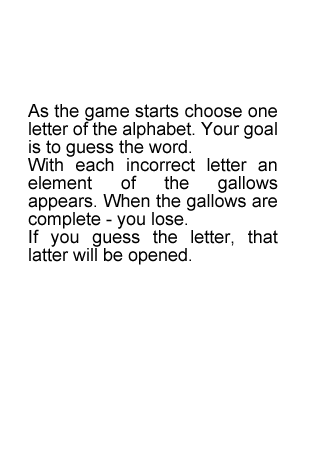 As the game starts choose one
letter of the alphabet. Your goal
is to guess the word.
With each incorrect letter an
element of the gallows
appears. When the gallows are
complete - you lose.
If you guess the letter, that
latter will be opened.